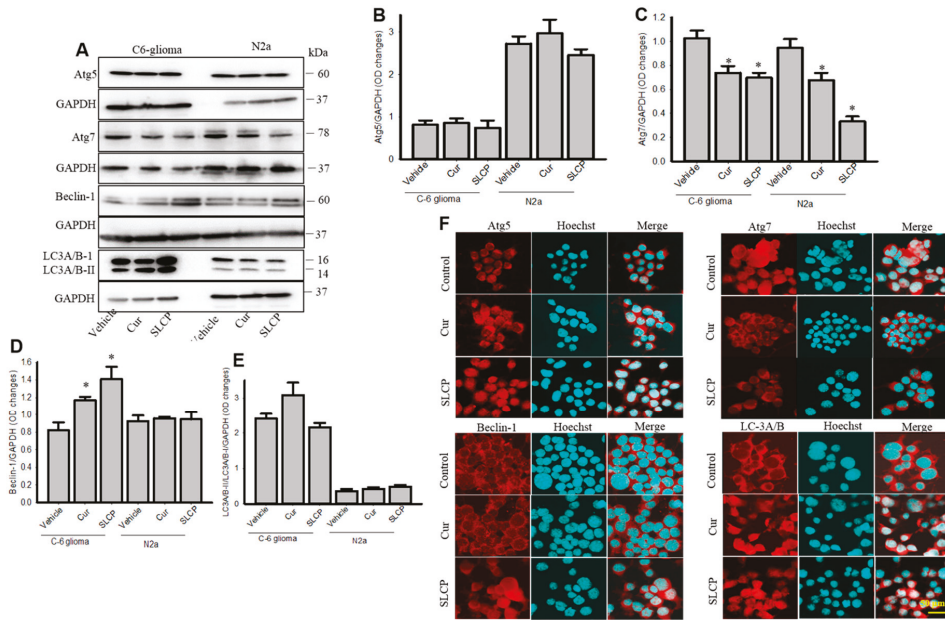 A
C6-glioma N2a kDa
Atg5 60
GAPDH 37
Atg7 78
GAPDH 37
Beclin-1 60
GAPDH 37
LC3A/B-I 16
LC3A/B-II 14
GAPDH 37
Vehicle Cur SLCP Vehicle Cur SLCP
B
Atg5/GAPDH (OD changes)
3
2
1
0
Vehicle Cur SLCP Vehicle Cur SLCP
C-6 glioma N2a
C
Atg7/GAPDH (OD changes)
1.2
1.0
0.8
0.6
0.4
0.2
0.0
* * * *
Vehicle Cur SLCP Vehicle Cur SLCP
C-6 glioma N2a
D
Beclin-1/GAPDH (OC changes)
1.6
1.4
1.2
1.0
0.8
0.6
0.4
0.2
0.0
* *
Vehicle Cur SLCP Vehicle Cur SLCP
C-6 glioma N2a
E
LC3A/B-II/LC3A/B-I/GAPDH (OD changes)
3
2
1
0
Vehicle Cur SLCP Vehicle Cur SLCP
C-6 glioma N2a
F
Atg5 Hoechst Merge
Control
Cur
SLCP
Atg7 Hoechst Merge
Control
Cur
SLCP
Beclin-1 Hoechst Merge
Control
Cur
SLCP
LC-3A/B Hoechst Merge
Control
Cur
SLCP